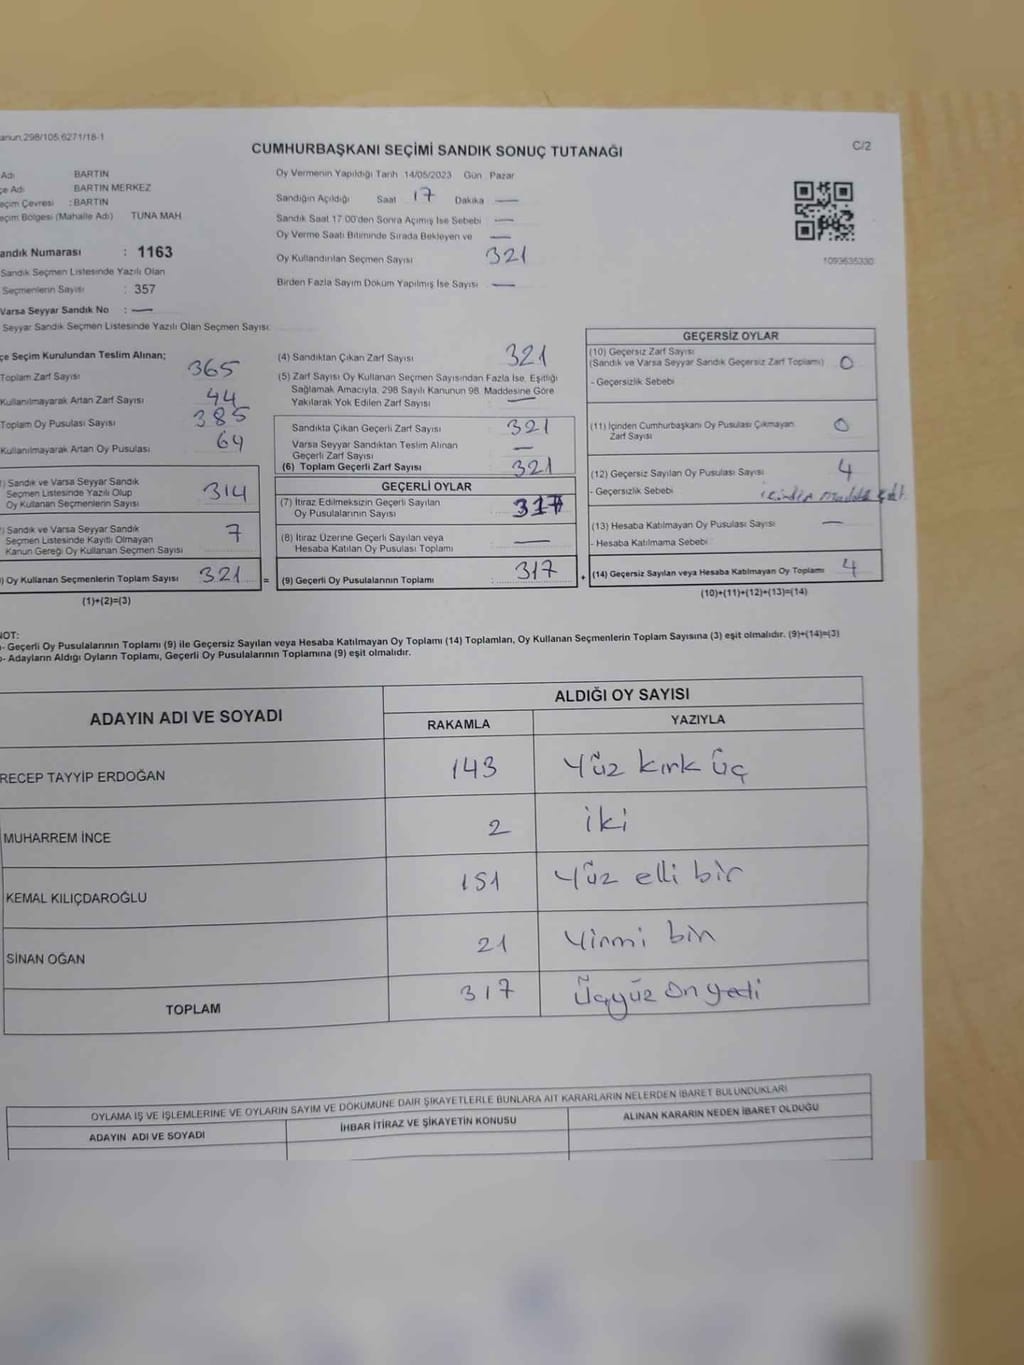 anun,298/105,6271/18-1
C/2
CUMHURBAŞKANI SEÇİMİ SANDIK SONUÇ TUTANAĞI
Adı BARTIN
çe Adı BARTIN MERKEZ
eçim Çevresi : BARTIN
eçim Bölgesi (Mahalle Adı) TUNA MAH
andık Numarası : 1163
Sandık Seçmen Listesinde Yazılı Olan
Seçmenlerin Sayısı : 357
Varsa Seyyar Sandık No : —
Seyyar Sandık Seçmen Listesinde Yazılı Olan Seçmen Sayısı:
Oy Vermenin Yapıldığı Tarih 14/05/2023 Gün Pazar
Sandığın Açıldığı Saat 17 Dakika —
Sandık Saat 17.00'den Sonra Açımış İse Sebebi —
Oy Verme Saati Bitiminde Sırada Bekleyen ve —
Oy Kullandırılan Seçmen Sayısı 321
Birden Fazla Sayım Döküm Yapılmış İse Sayısı —
1093635330
çe Seçim Kurulundan Teslim Alınan;
Toplam Zarf Sayısı 365
Kullanılmayarak Artan Zarf Sayısı 44
Toplam Oy Pusulası Sayısı 385
Kullanılmayarak Artan Oy Pusulası 64
) Sandık ve Varsa Seyyar Sandık
Seçmen Listesinde Yazılı Olup
Oy Kullanan Seçmenlerin Sayısı 314
) Sandık ve Varsa Seyyar Sandık
Seçmen Listesinde Kayıtlı Olmayan
Kanun Gereği Oy Kullanan Seçmen Sayısı 7
) Oy Kullanan Seçmenlerin Toplam Sayısı 321 =
(1)+(2)=(3)
(4) Sandıktan Çıkan Zarf Sayısı 321
(5) Zarf Sayısı Oy Kullanan Seçmen Sayısından Fazla İse, Eşitliği
Sağlamak Amacıyla, 298 Sayılı Kanunun 98. Maddesine Göre
Yakılarak Yok Edilen Zarf Sayısı —
Sandıkta Çıkan Geçerli Zarf Sayısı 321
Varsa Seyyar Sandıktan Teslim Alınan
Geçerli Zarf Sayısı —
(6) Toplam Geçerli Zarf Sayısı 321
GEÇERLİ OYLAR
(7) İtiraz Edilmeksizin Geçerli Sayılan
Oy Pusulalarının Sayısı 317
(8) İtiraz Üzerine Geçerli Sayılan veya
Hesaba Katılan Oy Pusulası Toplamı —
(9) Geçerli Oy Pusulalarının Toplamı : 317 +
GEÇERSİZ OYLAR
(10) Geçersiz Zarf Sayısı
(Sandık ve Varsa Seyyar Sandık Geçersiz Zarf Toplamı) 0
- Geçersizlik Sebebi
(11) İçinden Cumhurbaşkanı Oy Pusulası Çıkmayan
Zarf Sayısı 0
(12) Geçersiz Sayılan Oy Pusulası Sayısı 4
- Geçersizlik Sebebi
(13) Hesaba Katılmayan Oy Pusulası Sayısı —
- Hesaba Katılmama Sebebi
(14) Geçersiz Sayılan veya Hesaba Katılmayan Oy Toplamı 4
(10)+(11)+(12)+(13)=(14)
NOT:
- Geçerli Oy Pusulalarının Toplamı (9) ile Geçersiz Sayılan veya Hesaba Katılmayan Oy Toplamı (14) Toplamları, Oy Kullanan Seçmenlerin Toplam Sayısına (3) eşit olmalıdır. (9)+(14)=(3)
- Adayların Aldığı Oyların Toplamı, Geçerli Oy Pusulalarının Toplamına (9) eşit olmalıdır.
ADAYIN ADI VE SOYADI
ALDIĞI OY SAYISI
RAKAMLA YAZIYLA
RECEP TAYYİP ERDOĞAN 143 Yüz kırk üç
MUHARREM İNCE 2 iki
KEMAL KILIÇDAROĞLU 151 Yüz elli bir
SİNAN OĞAN 21 Yirmi bir
TOPLAM 317 Üçyüz on yedi
OYLAMA İŞ VE İŞLEMLERİNE VE OYLARIN SAYIM VE DÖKÜMÜNE DAİR ŞİKAYETLERLE BUNLARA AİT KARARLARIN NELERDEN İBARET BULUNDUKLARI
ADAYIN ADI VE SOYADI İHBAR İTİRAZ VE ŞİKAYETİN KONUSU ALINAN KARARIN NEDEN İBARET OLDUĞU